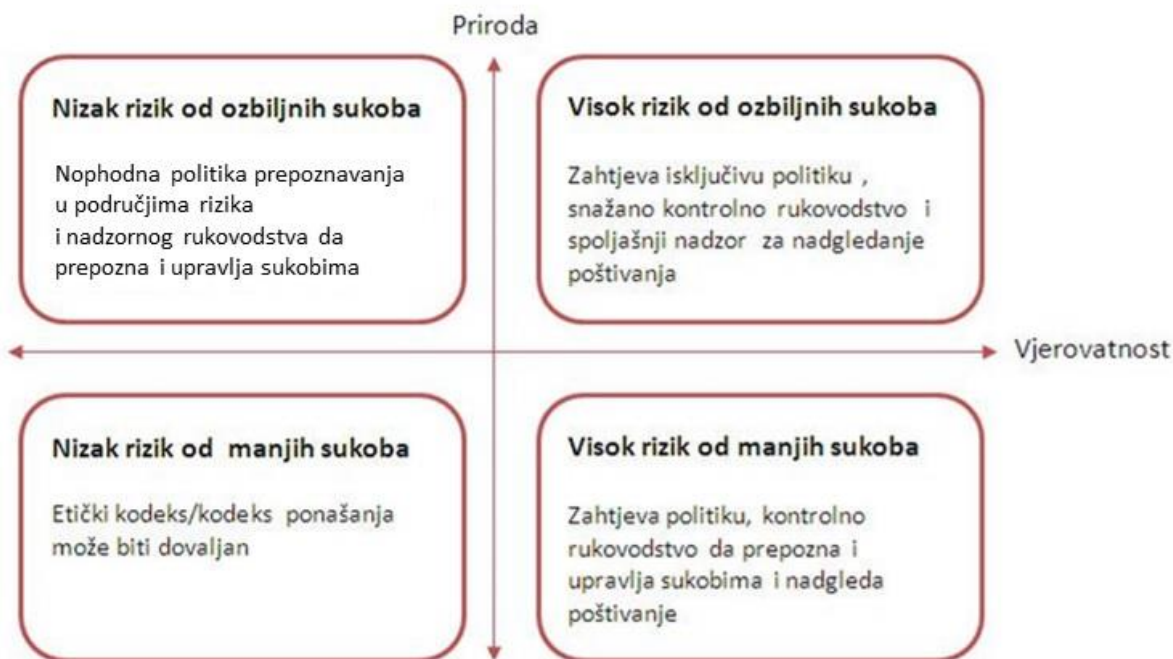 Priroda
Nizak rizik od ozbiljnih sukoba
Nophodna politika prepoznavanja
u područjima rizika
i nadzornog rukovodstva da
prepozna i upravlja sukobima
Visok rizik od ozbiljnih sukoba
Zahtjeva isključivu politiku ,
snažano kontrolno rukovodstvo i
spoljašnji nadzor za nadgledanje
poštivanja
Vjerovatnost
Nizak rizik od manjih sukoba
Etički kodeks/kodeks ponašanja
može biti dovaljan
Visok rizik od manjih sukoba
Zahtjeva politiku, kontrolno
rukovodstvo da prepozna i
upravlja sukobima i nadgleda
poštivanje